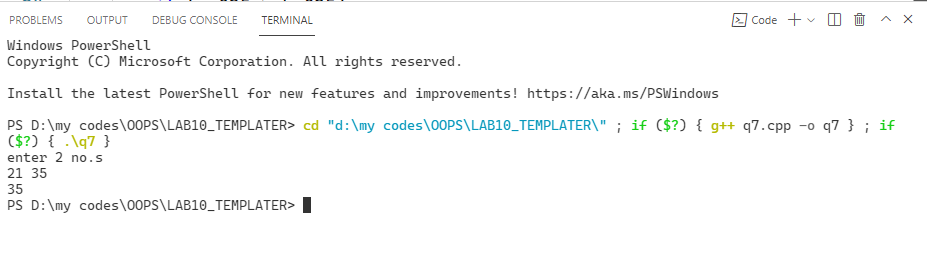 PROBLEMS OUTPUT DEBUG CONSOLE TERMINAL Code
Windows PowerShell
Copyright (C) Microsoft Corporation. All rights reserved.
Install the latest PowerShell for new features and improvements! https://aka.ms/PSWindows
PS D:\my codes\OOPS\LAB10_TEMPLATER> cd "d:\my codes\OOPS\LAB10_TEMPLATER\" ; if ($?) { g++ q7.cpp -o q7 } ; if
($?) { .\q7 }
enter 2 no.s
21 35
35
PS D:\my codes\OOPS\LAB10_TEMPLATER>